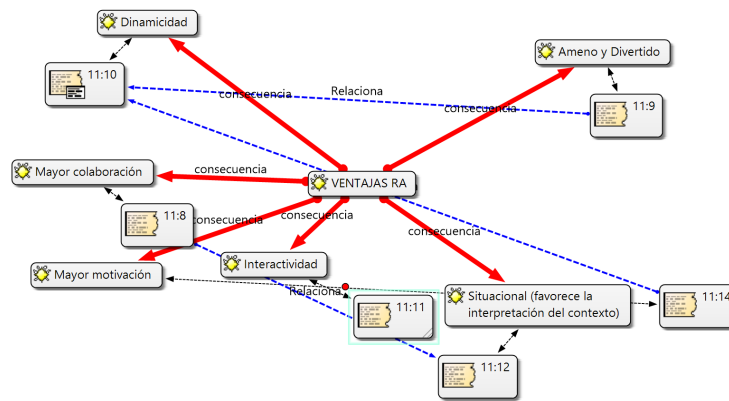 Dinamicidad
Ameno y Divertido
11:10
Relaciona
consecuencia
consecuencia
11:9
Mayor colaboración
consecuencia
VENTAJAS RA
11:8
consecuencia
consecuencia
consecuencia
Mayor motivación
Interactividad
Relaciona
Situacional (favorece la
interpretación del contexto)
11:14
11:11
11:12